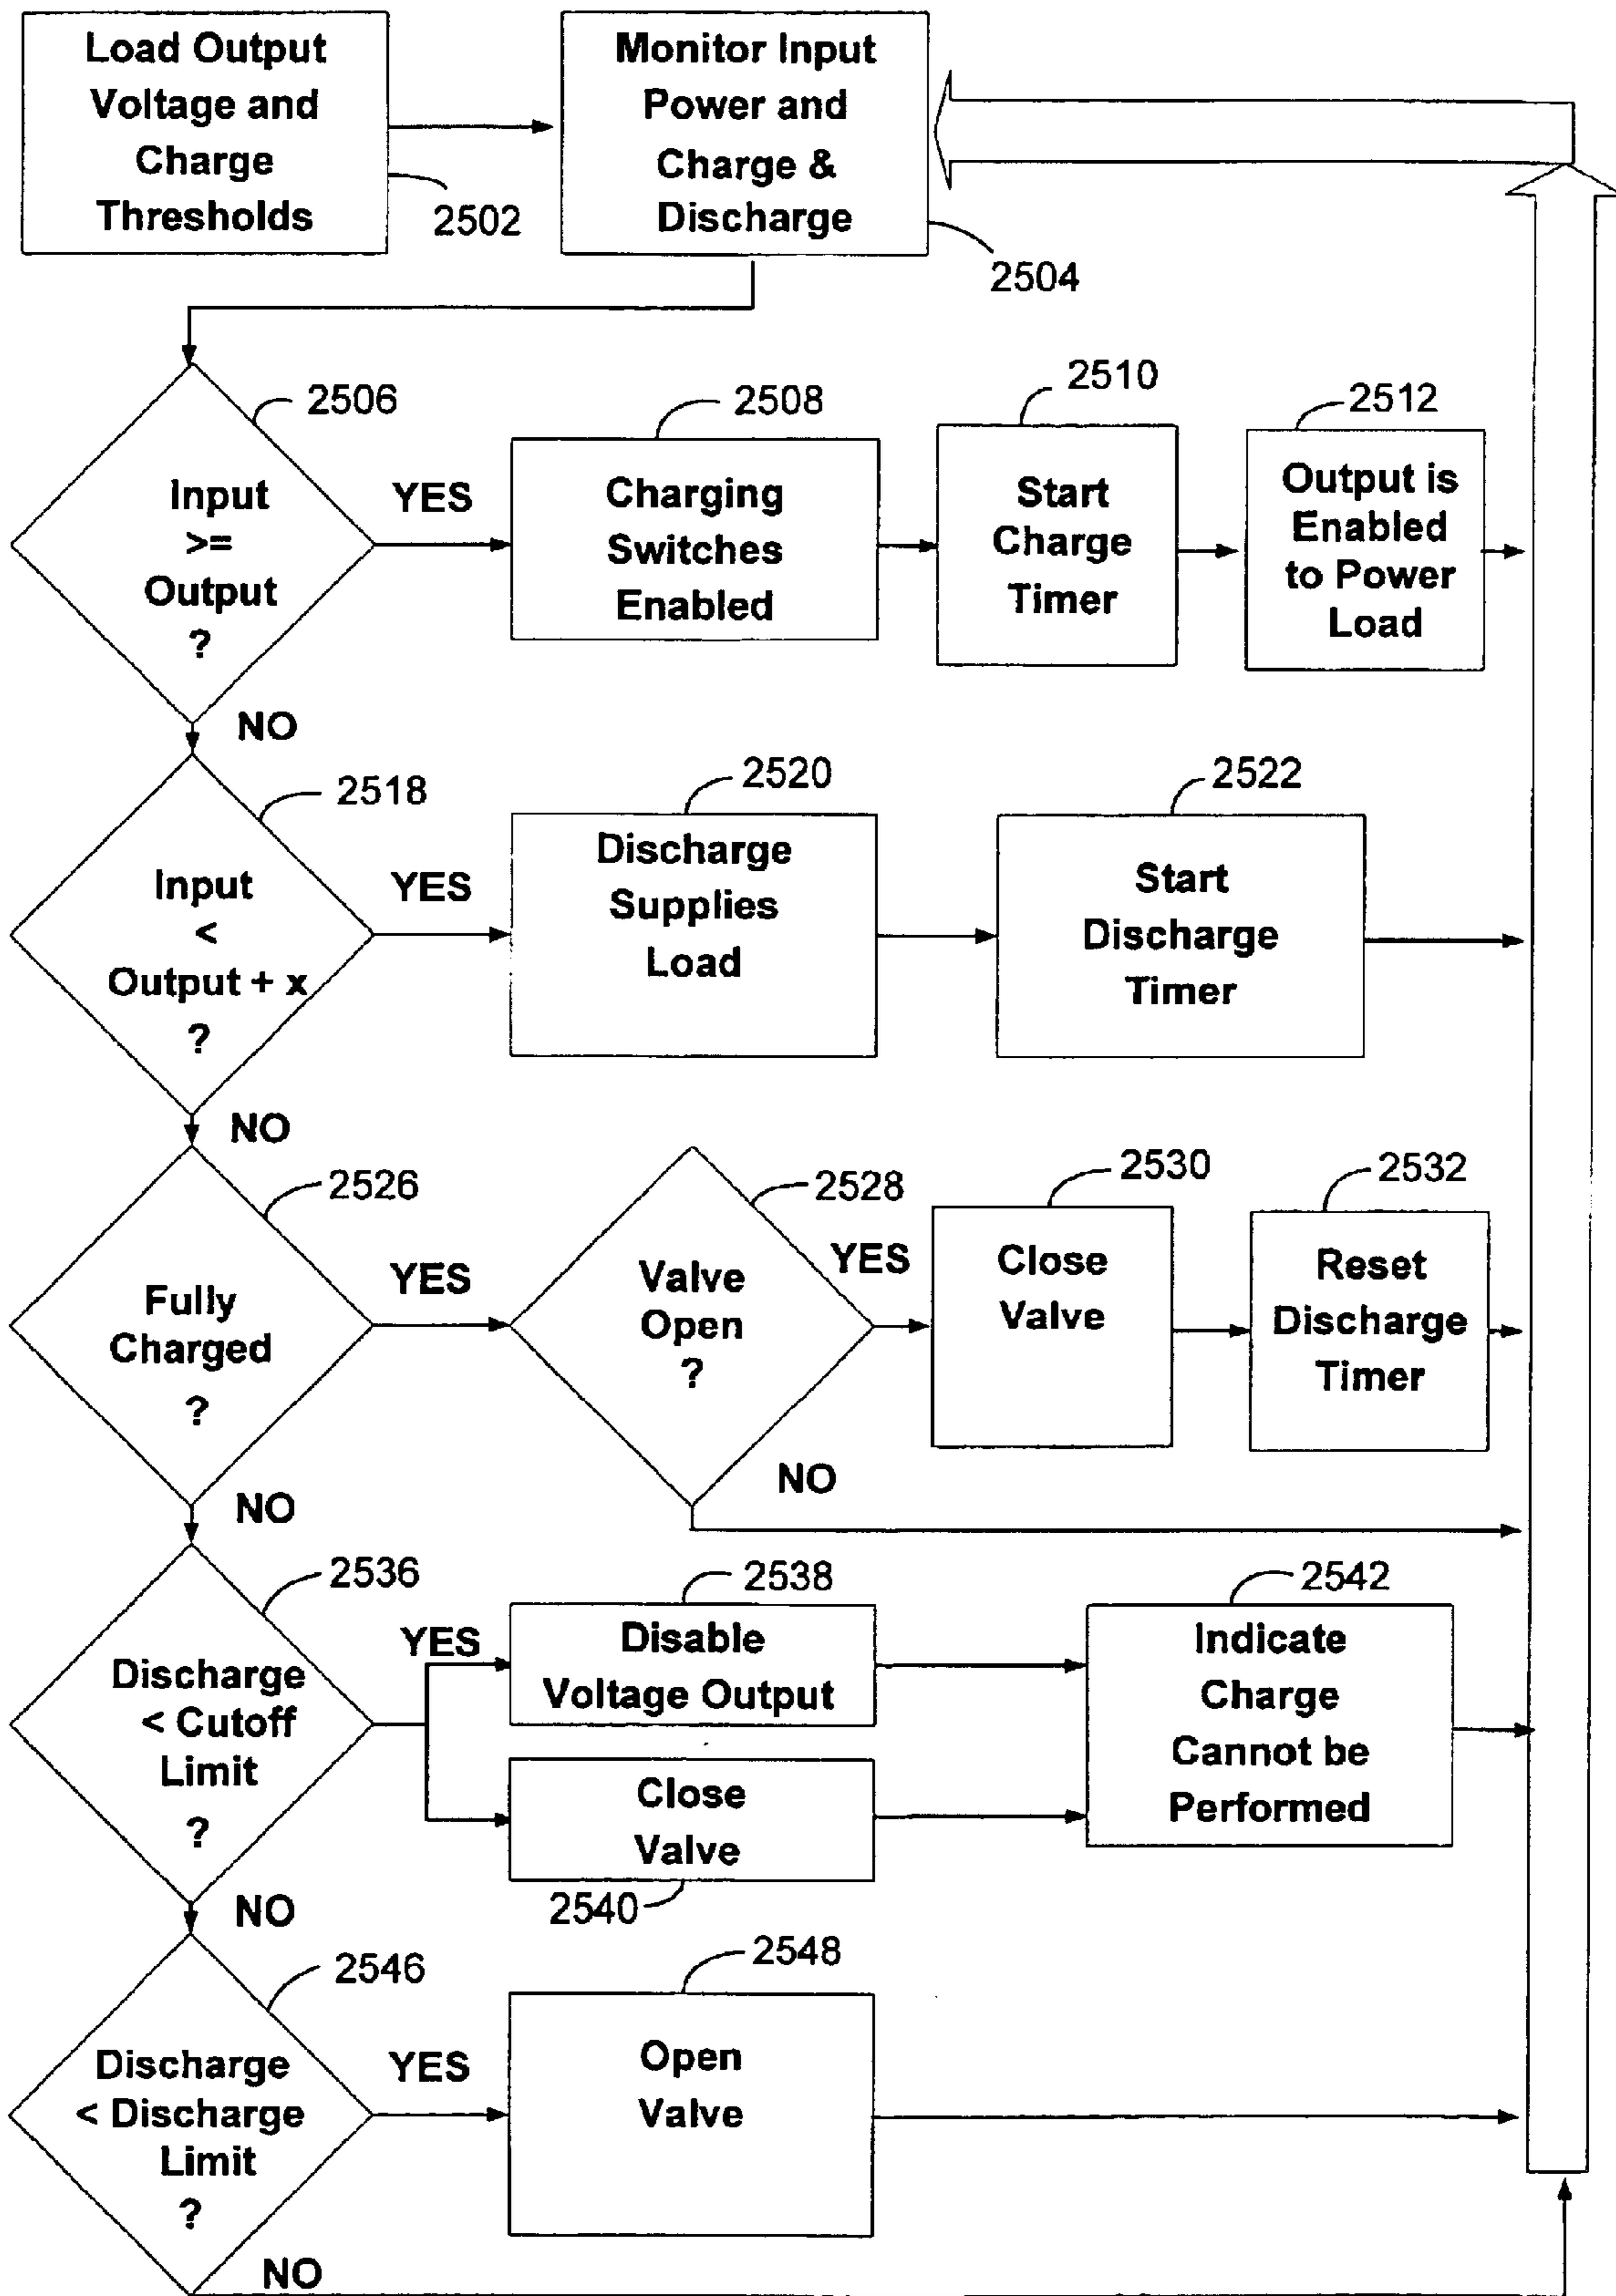 Load Output
Voltage and
Charge
Thresholds
2502
Monitor Input
Power and
Charge &
Discharge
2504
2506
Input
>=
Output
?
YES
2508
Charging
Switches
Enabled
2510
Start
Charge
Timer
2512
Output is
Enabled
to Power
Load
NO
2518
Input
<
Output + x
?
YES
2520
Discharge
Supplies
Load
2522
Start
Discharge
Timer
NO
2526
Fully
Charged
?
YES
2528
Valve
Open
?
YES
2530
Close
Valve
2532
Reset
Discharge
Timer
NO
NO
2536
Discharge
< Cutoff
Limit
?
YES
2538
Disable
Voltage Output
Close
Valve
2540
2542
Indicate
Charge
Cannot be
Performed
NO
2546
Discharge
< Discharge
Limit
?
YES
2548
Open
Valve
NO